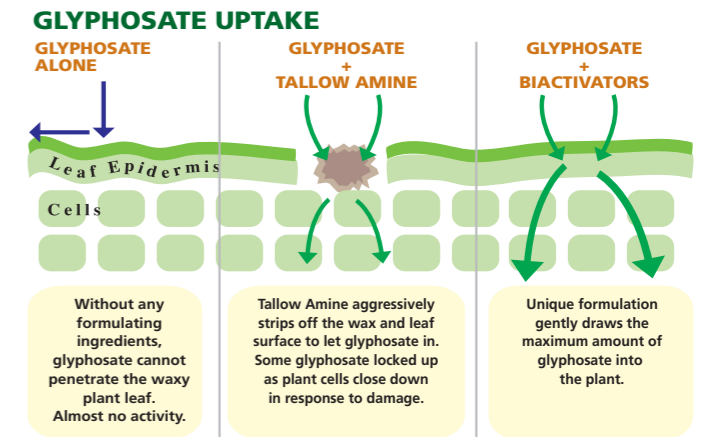 GLYPHOSATE UPTAKE
GLYPHOSATE
ALONE
GLYPHOSATE
+
TALLOW AMINE
GLYPHOSATE
+
BIACTIVATORS
Leaf Epidermis
Cells
Without any
formulating
ingredients,
glyphosate cannot
penetrate the waxy
plant leaf.
Almost no activity.
Tallow Amine aggressively
strips off the wax and leaf
surface to let glyphosate in.
Some glyphosate locked up
as plant cells close down
in response to damage.
Unique formulation
gently draws the
maximum amount of
glyphosate into
the plant.